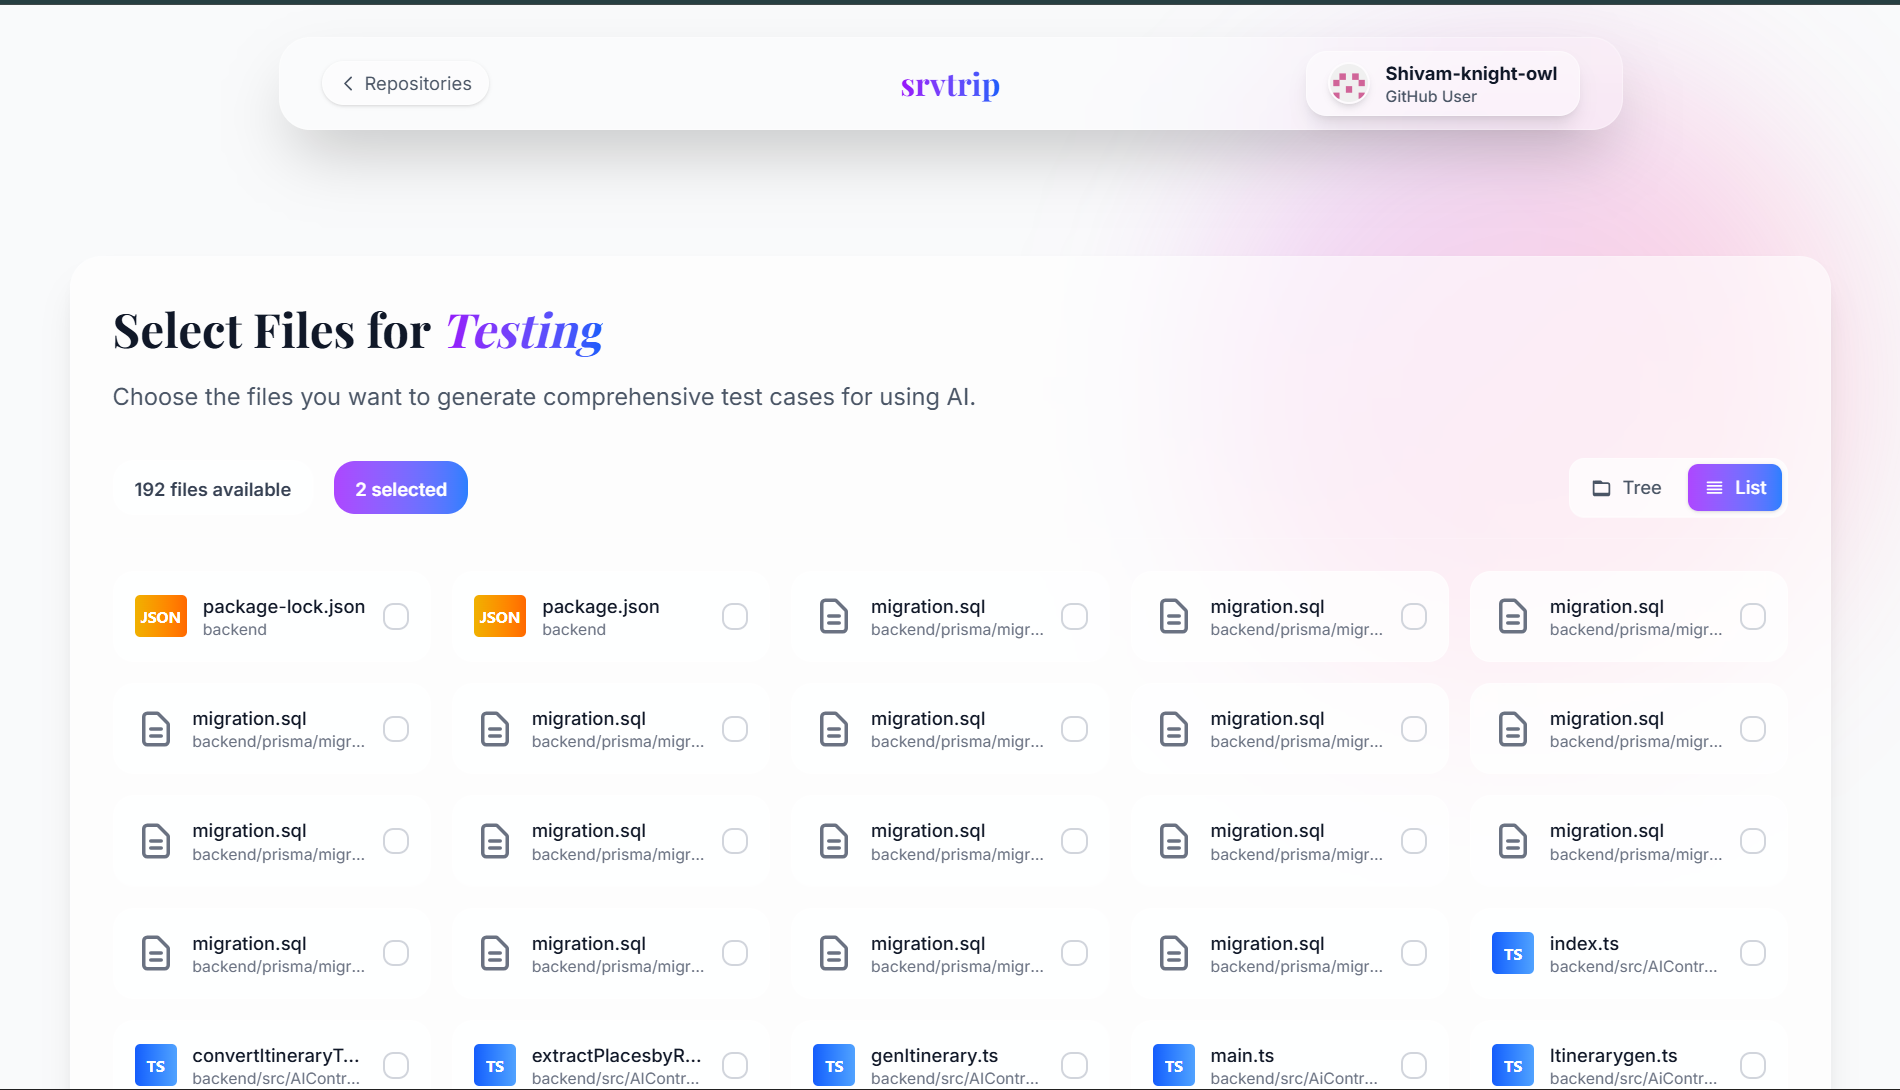 Repositories
srvtrip
Shivam-knight-owl
GitHub User
Select Files for Testing
Choose the files you want to generate comprehensive test cases for using AI.
192 files available
2 selected
Tree
List
JSON
package-lock.json
backend
JSON
package.json
backend
migration.sql
backend/prisma/migr...
migration.sql
backend/prisma/migr...
migration.sql
backend/prisma/migr...
migration.sql
backend/prisma/migr...
migration.sql
backend/prisma/migr...
migration.sql
backend/prisma/migr...
migration.sql
backend/prisma/migr...
migration.sql
backend/prisma/migr...
migration.sql
backend/prisma/migr...
migration.sql
backend/prisma/migr...
migration.sql
backend/prisma/migr...
migration.sql
backend/prisma/migr...
migration.sql
backend/prisma/migr...
migration.sql
backend/prisma/migr...
migration.sql
backend/prisma/migr...
migration.sql
backend/prisma/migr...
migration.sql
backend/prisma/migr...
TS
index.ts
backend/src/AIContr...
TS
convertItineraryT...
backend/src/AIContr...
TS
extractPlacesbyR...
backend/src/AIContr...
TS
genItinerary.ts
backend/src/AIContr...
TS
main.ts
backend/src/AiContr...
TS
Itinerarygen.ts
backend/src/AIContr...